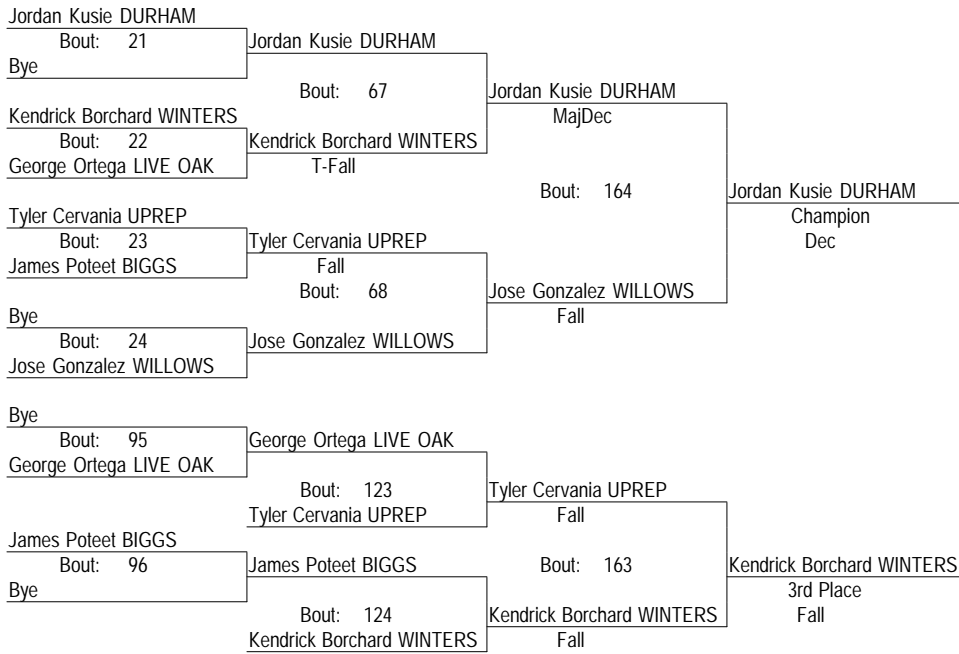 Jordan Kusie DURHAM
Bout: 21
Jordan Kusie DURHAM
Bye
Bout: 67
Jordan Kusie DURHAM
Kendrick Borchard WINTERS
MajDec
Bout: 22
Kendrick Borchard WINTERS
George Ortega LIVE OAK
T-Fall
Bout: 164
Jordan Kusie DURHAM
Tyler Cervania UPREP
Champion
Bout: 23
Tyler Cervania UPREP
Dec
James Poteet BIGGS
Fall
Bout: 68
Jose Gonzalez WILLOWS
Bye
Fall
Bout: 24
Jose Gonzalez WILLOWS
Jose Gonzalez WILLOWS
Bye
Bout: 95
George Ortega LIVE OAK
George Ortega LIVE OAK
Bout: 123
Tyler Cervania UPREP
Tyler Cervania UPREP
Fall
James Poteet BIGGS
Bout: 96
James Poteet BIGGS
Bout: 163
Kendrick Borchard WINTERS
Bye
3rd Place
Bout: 124
Kendrick Borchard WINTERS
Fall
Kendrick Borchard WINTERS
Fall